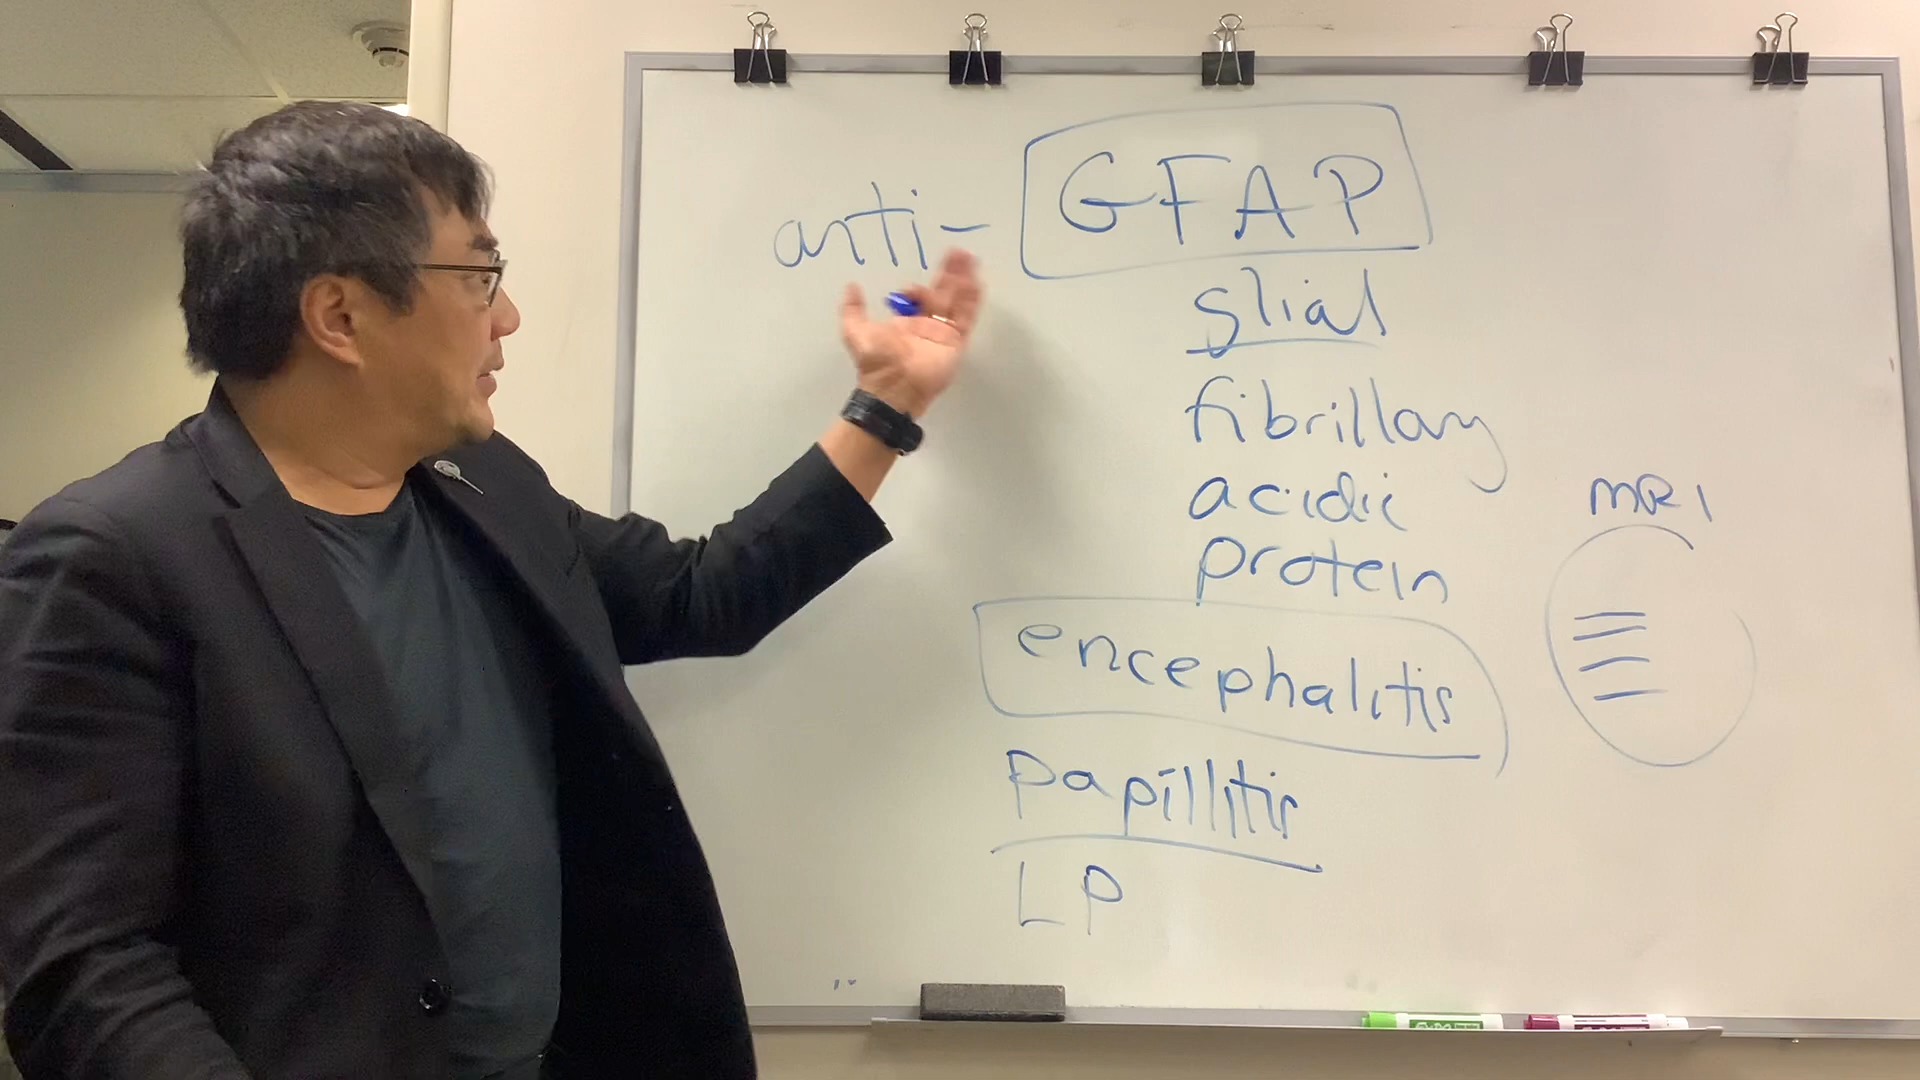 anti- GFAP
glial
fibrillary
acidic
protein
MRI
encephalitis
papillitis
LP